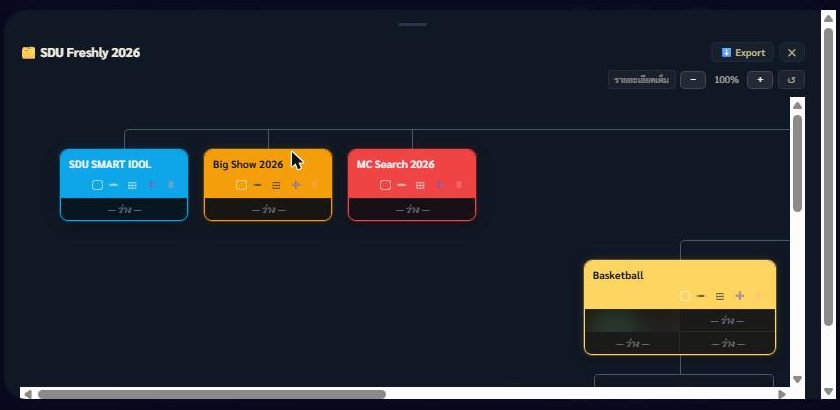 SDU Freshly 2026
Export
รายละเอียดเต็ม
100%
SDU SMART IDOL
Big Show 2026
MC Search 2026
— ว่าง —
— ว่าง —
— ว่าง —
Basketball
— ว่าง —
— ว่าง —
— ว่าง —